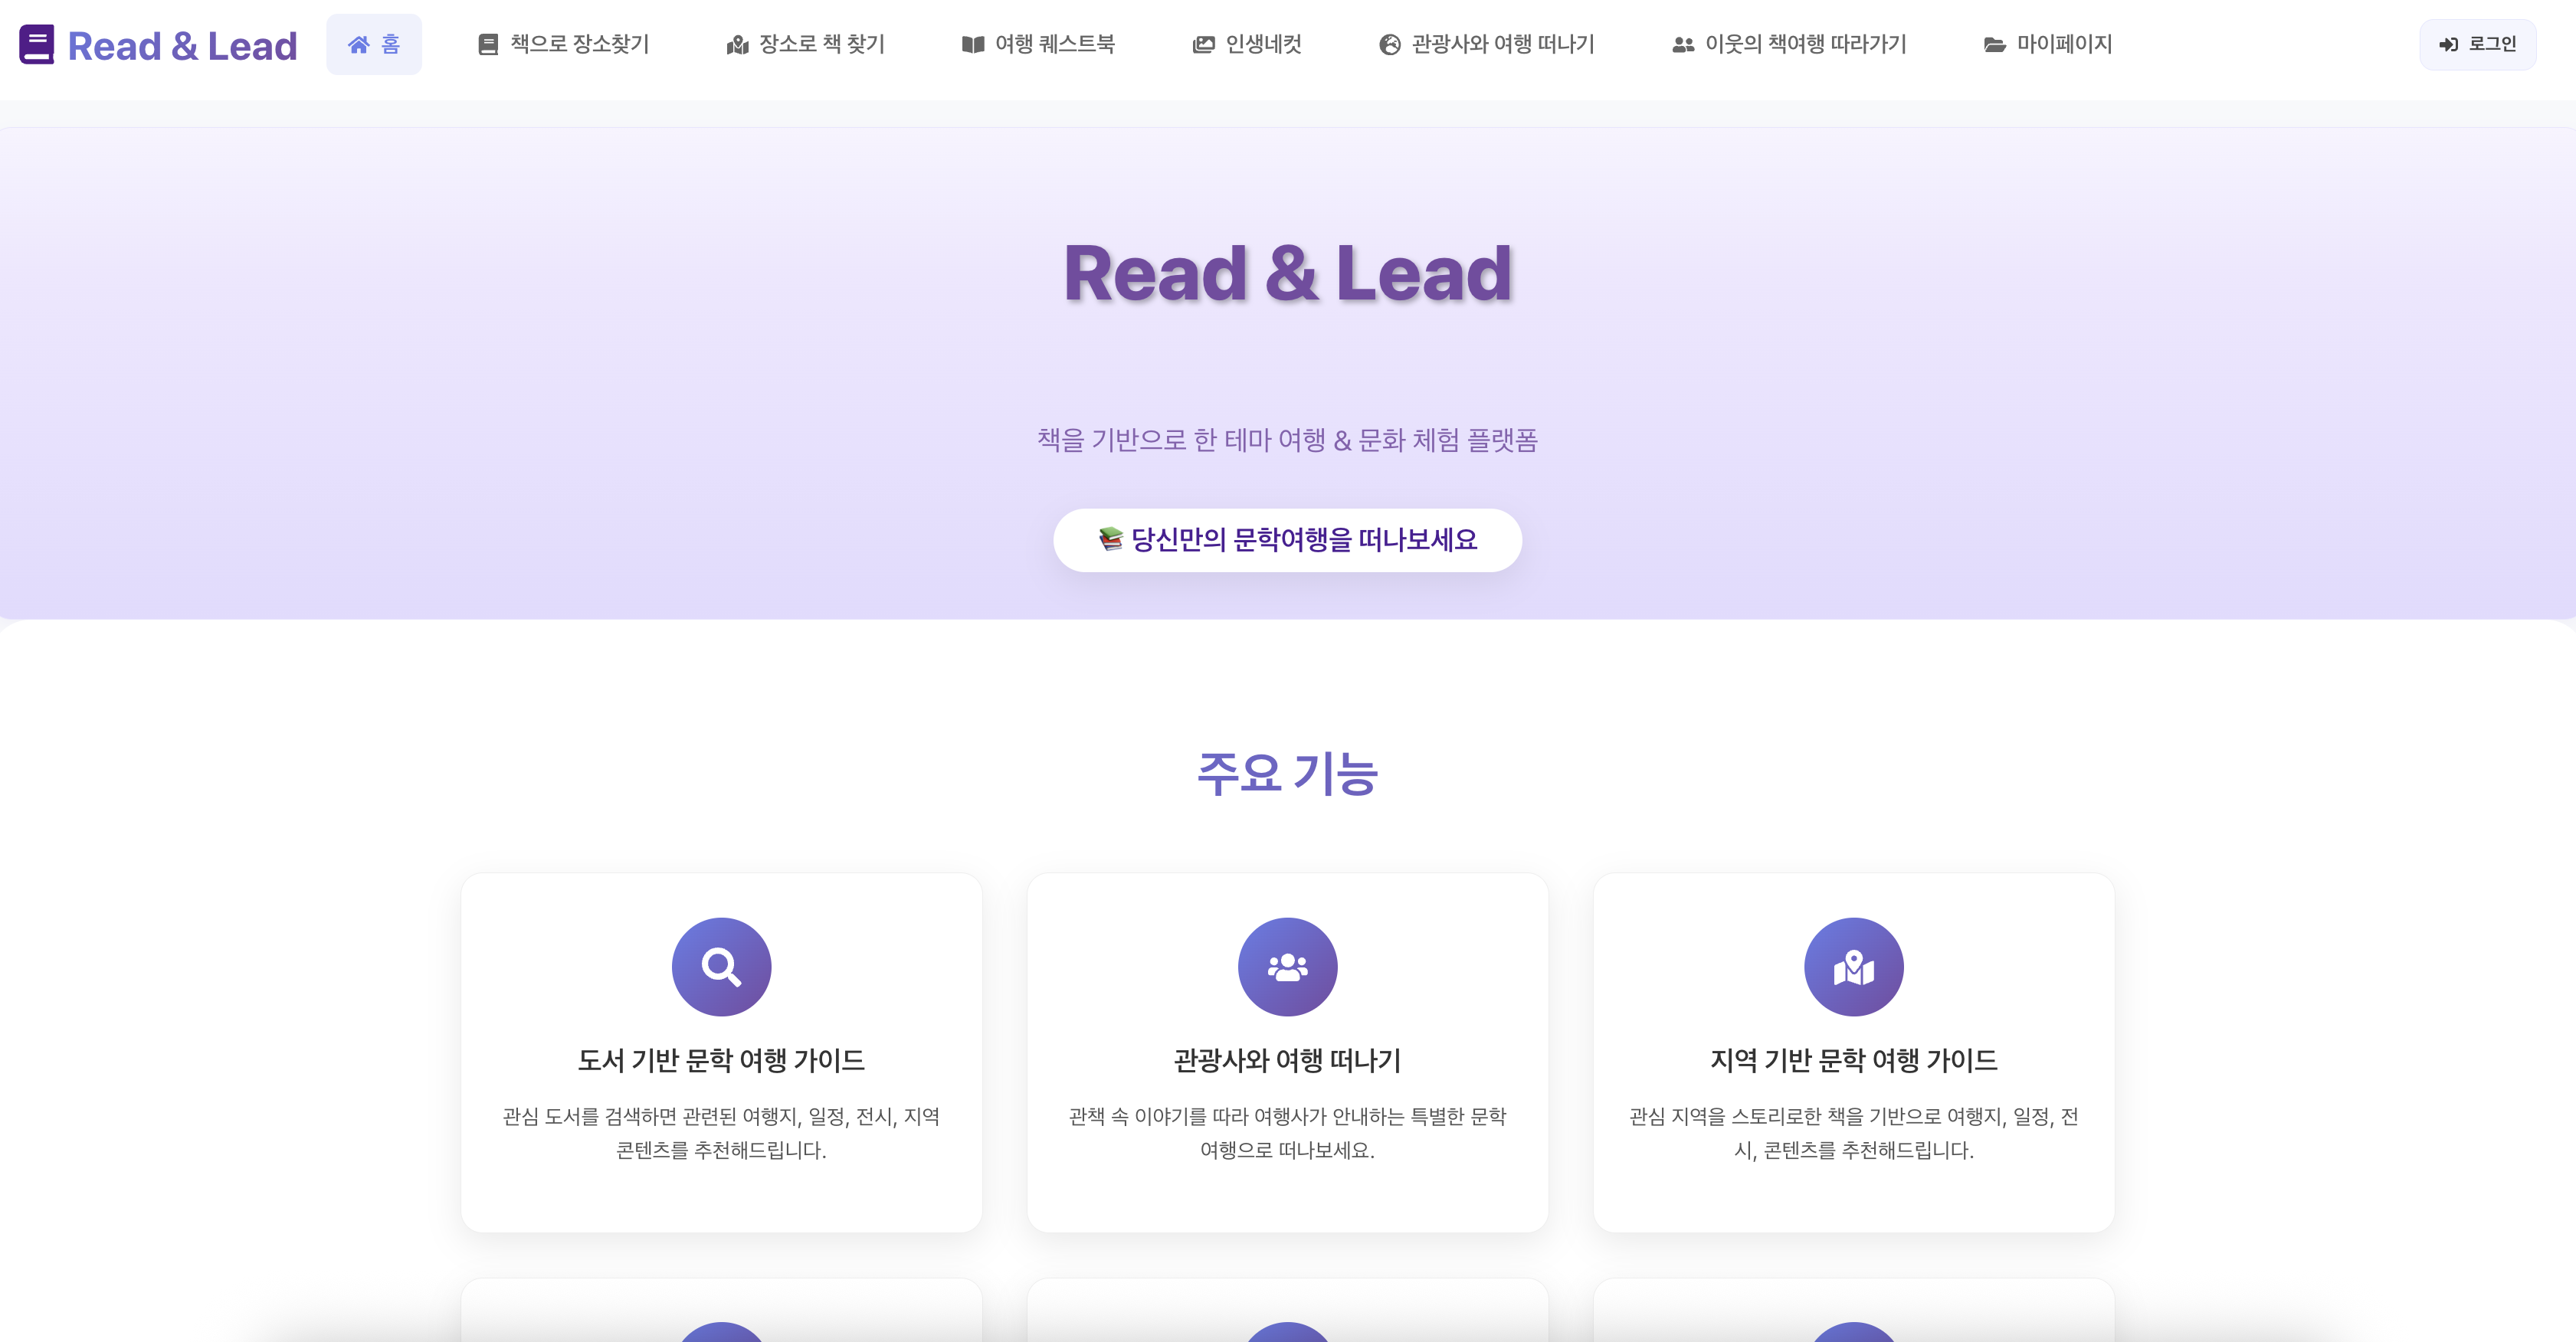 Read & Lead
홈
책으로 장소찾기
장소로 책 찾기
여행 퀘스트북
인생네컷
관광사와 여행 떠나기
이웃의 책여행 따라가기
마이페이지
로그인
Read & Lead
책을 기반으로 한 테마 여행 & 문화 체험 플랫폼
📚 당신만의 문학여행을 떠나보세요
주요 기능
도서 기반 문학 여행 가이드
관심 도서를 검색하면 관련된 여행지, 일정, 전시, 지역
콘텐츠를 추천해드립니다.
관광사와 여행 떠나기
관책 속 이야기를 따라 여행사가 안내하는 특별한 문학
여행으로 떠나보세요.
지역 기반 문학 여행 가이드
관심 지역을 스토리로한 책을 기반으로 여행지, 일정, 전
시, 콘텐츠를 추천해드립니다.